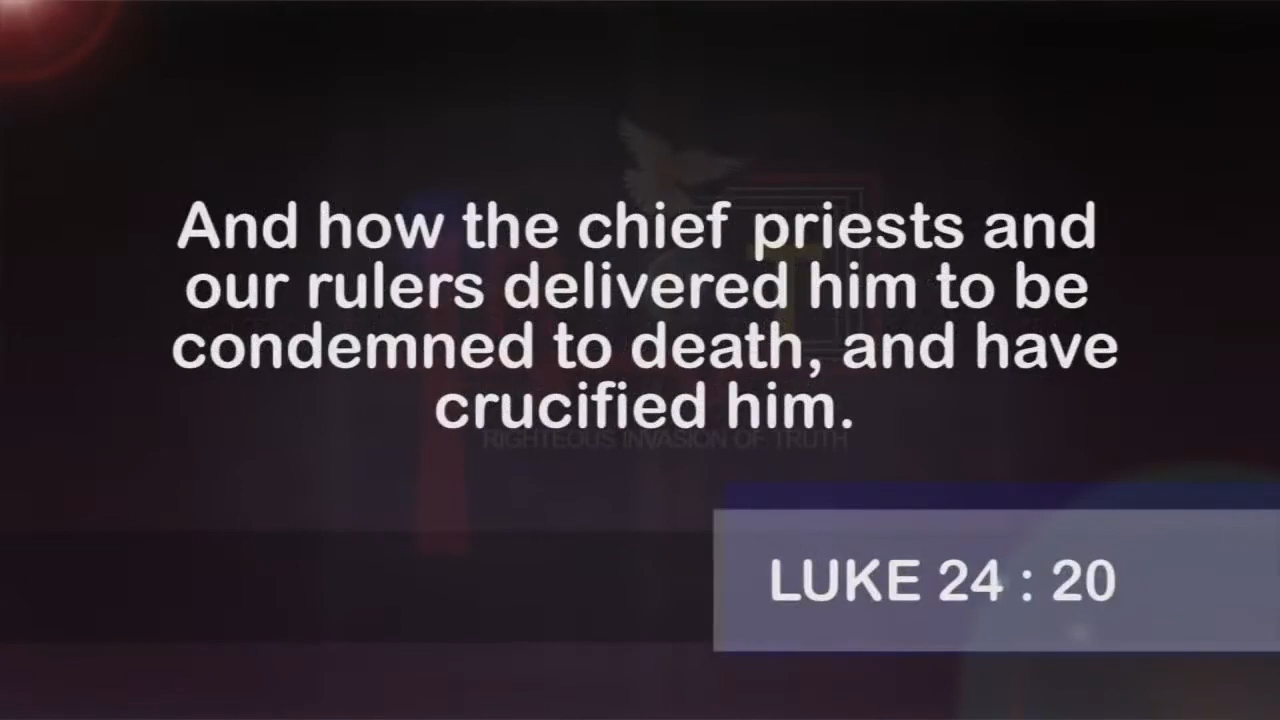 And how the chief priests and
our rulers delivered him to be
condemned to death, and have
crucified him.
RIGHTEOUS INVASION OF TRUTH
LUKE 24 : 20